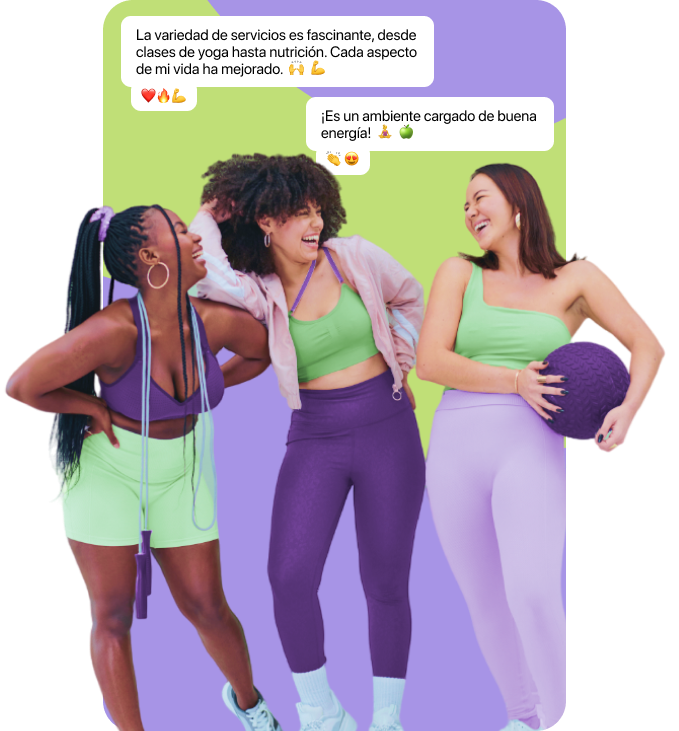 La variedad de servicios es fascinante, desde
clases de yoga hasta nutrición. Cada aspecto
de mi vida ha mejorado. 🙌 💪
❤️🔥💪
¡Es un ambiente cargado de buena
energía! 🧘‍♀️ 🍏
👏 😍